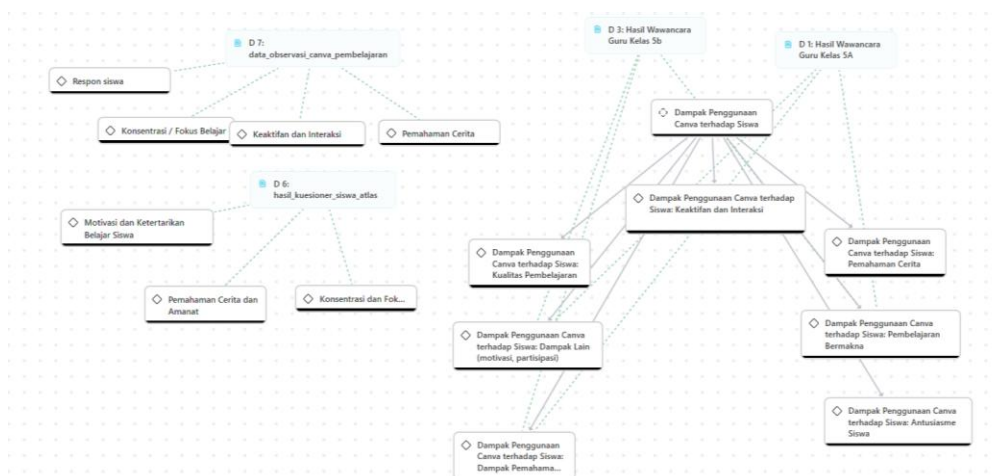 D 7:
data_observasi_canva_pembelajaran
Respon siswa
Konsentrasi / Fokus Belajar
Keaktifan dan Interaksi
Pemahaman Cerita
D 6:
hasil_kuesioner_siswa_atlas
Motivasi dan Ketertarikan
Belajar Siswa
Pemahaman Cerita dan
Amanat
Konsentrasi dan Fok...
D 3: Hasil Wawancara
Guru Kelas 5b
D 1: Hasil Wawancara
Guru Kelas 5A
Dampak Penggunaan
Canva terhadap Siswa
Dampak Penggunaan Canva terhadap
Siswa: Keaktifan dan Interaksi
Dampak Penggunaan
Canva terhadap Siswa:
Kualitas Pembelajaran
Dampak Penggunaan
Canva terhadap Siswa:
Pemahaman Cerita
Dampak Penggunaan Canva
terhadap Siswa: Dampak Lain
(motivasi, partisipasi)
Dampak Penggunaan Canva
terhadap Siswa: Pembelajaran
Bermakna
Dampak Penggunaan Canva
terhadap Siswa: Antusiasme
Siswa
Dampak Penggunaan
Canva terhadap Siswa:
Dampak Pemahama...